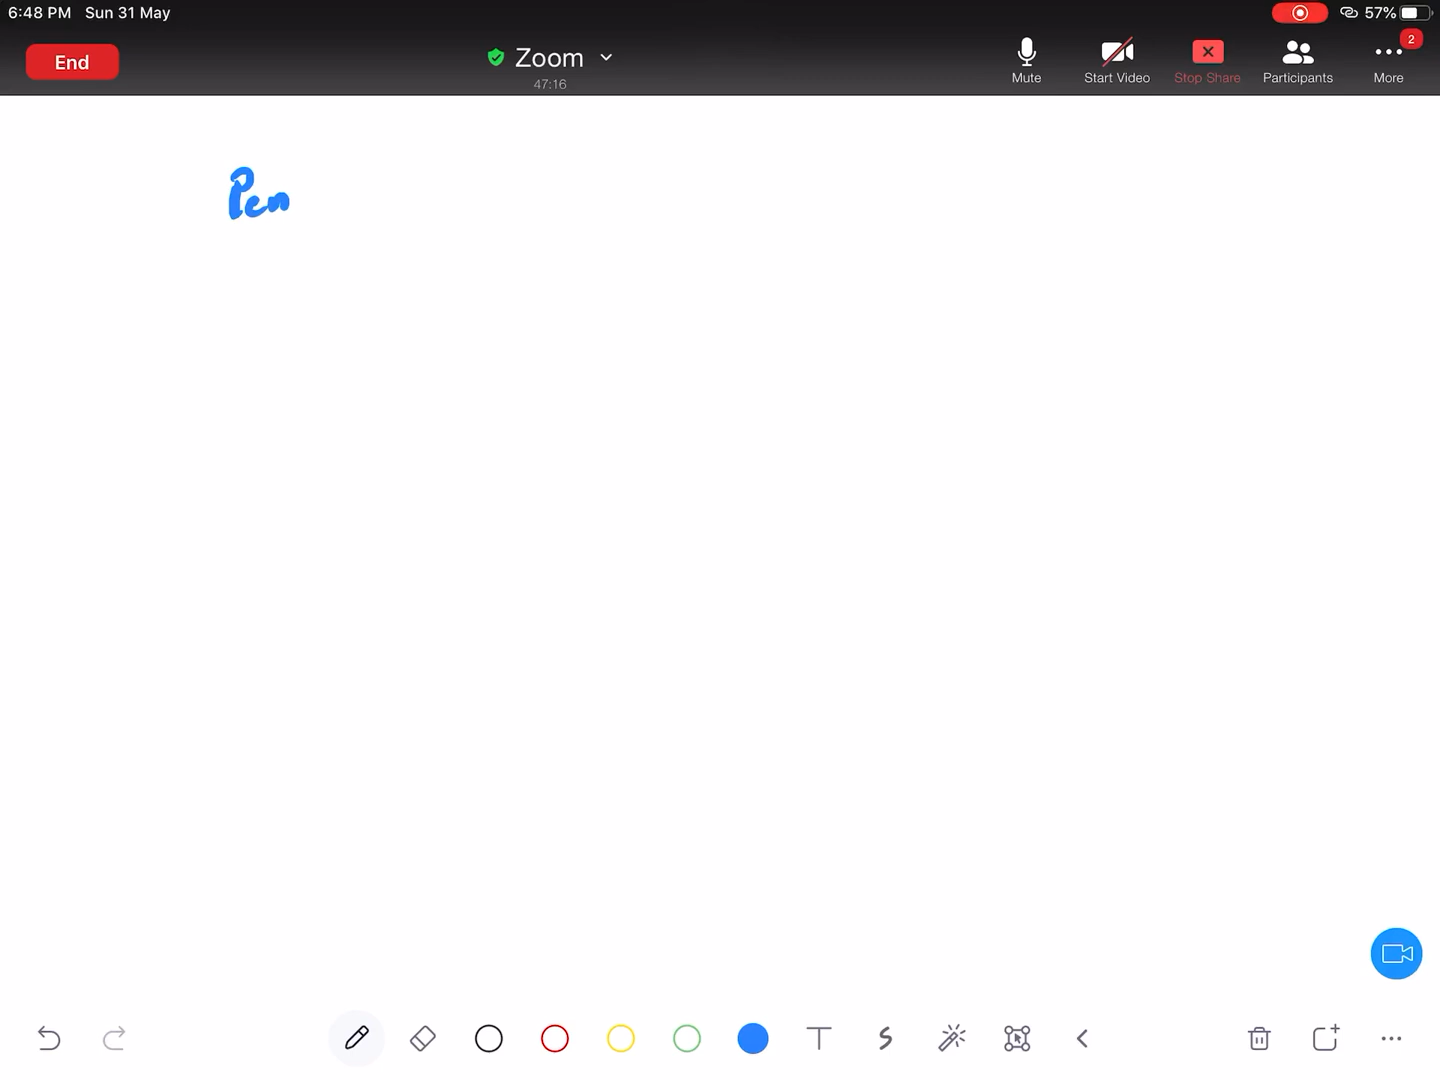 6:48 PM Sun 31 May
57%
End
Zoom
47:16
Mute
Start Video
Stop Share
Participants
2
More
Pen